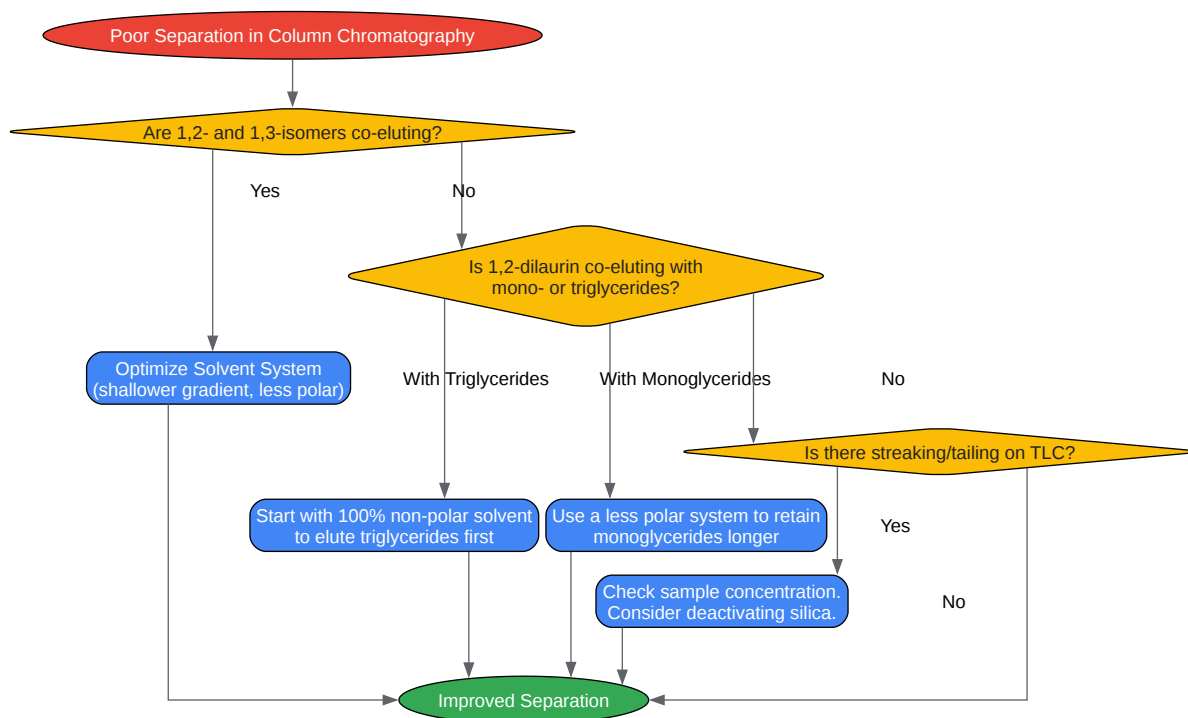 Poor Separation in Column Chromatography
Are 1,2- and 1,3-isomers co-eluting?
Yes
No
Is 1,2-dilaurin co-eluting with
mono- or triglycerides?
Optimize Solvent System
(shallower gradient, less polar)
With Triglycerides
With Monoglycerides
No
Is there streaking/tailing on TLC?
Start with 100% non-polar solvent
to elute triglycerides first
Use a less polar system to retain
monoglycerides longer
Yes
Check sample concentration.
Consider deactivating silica.
No
Improved Separation